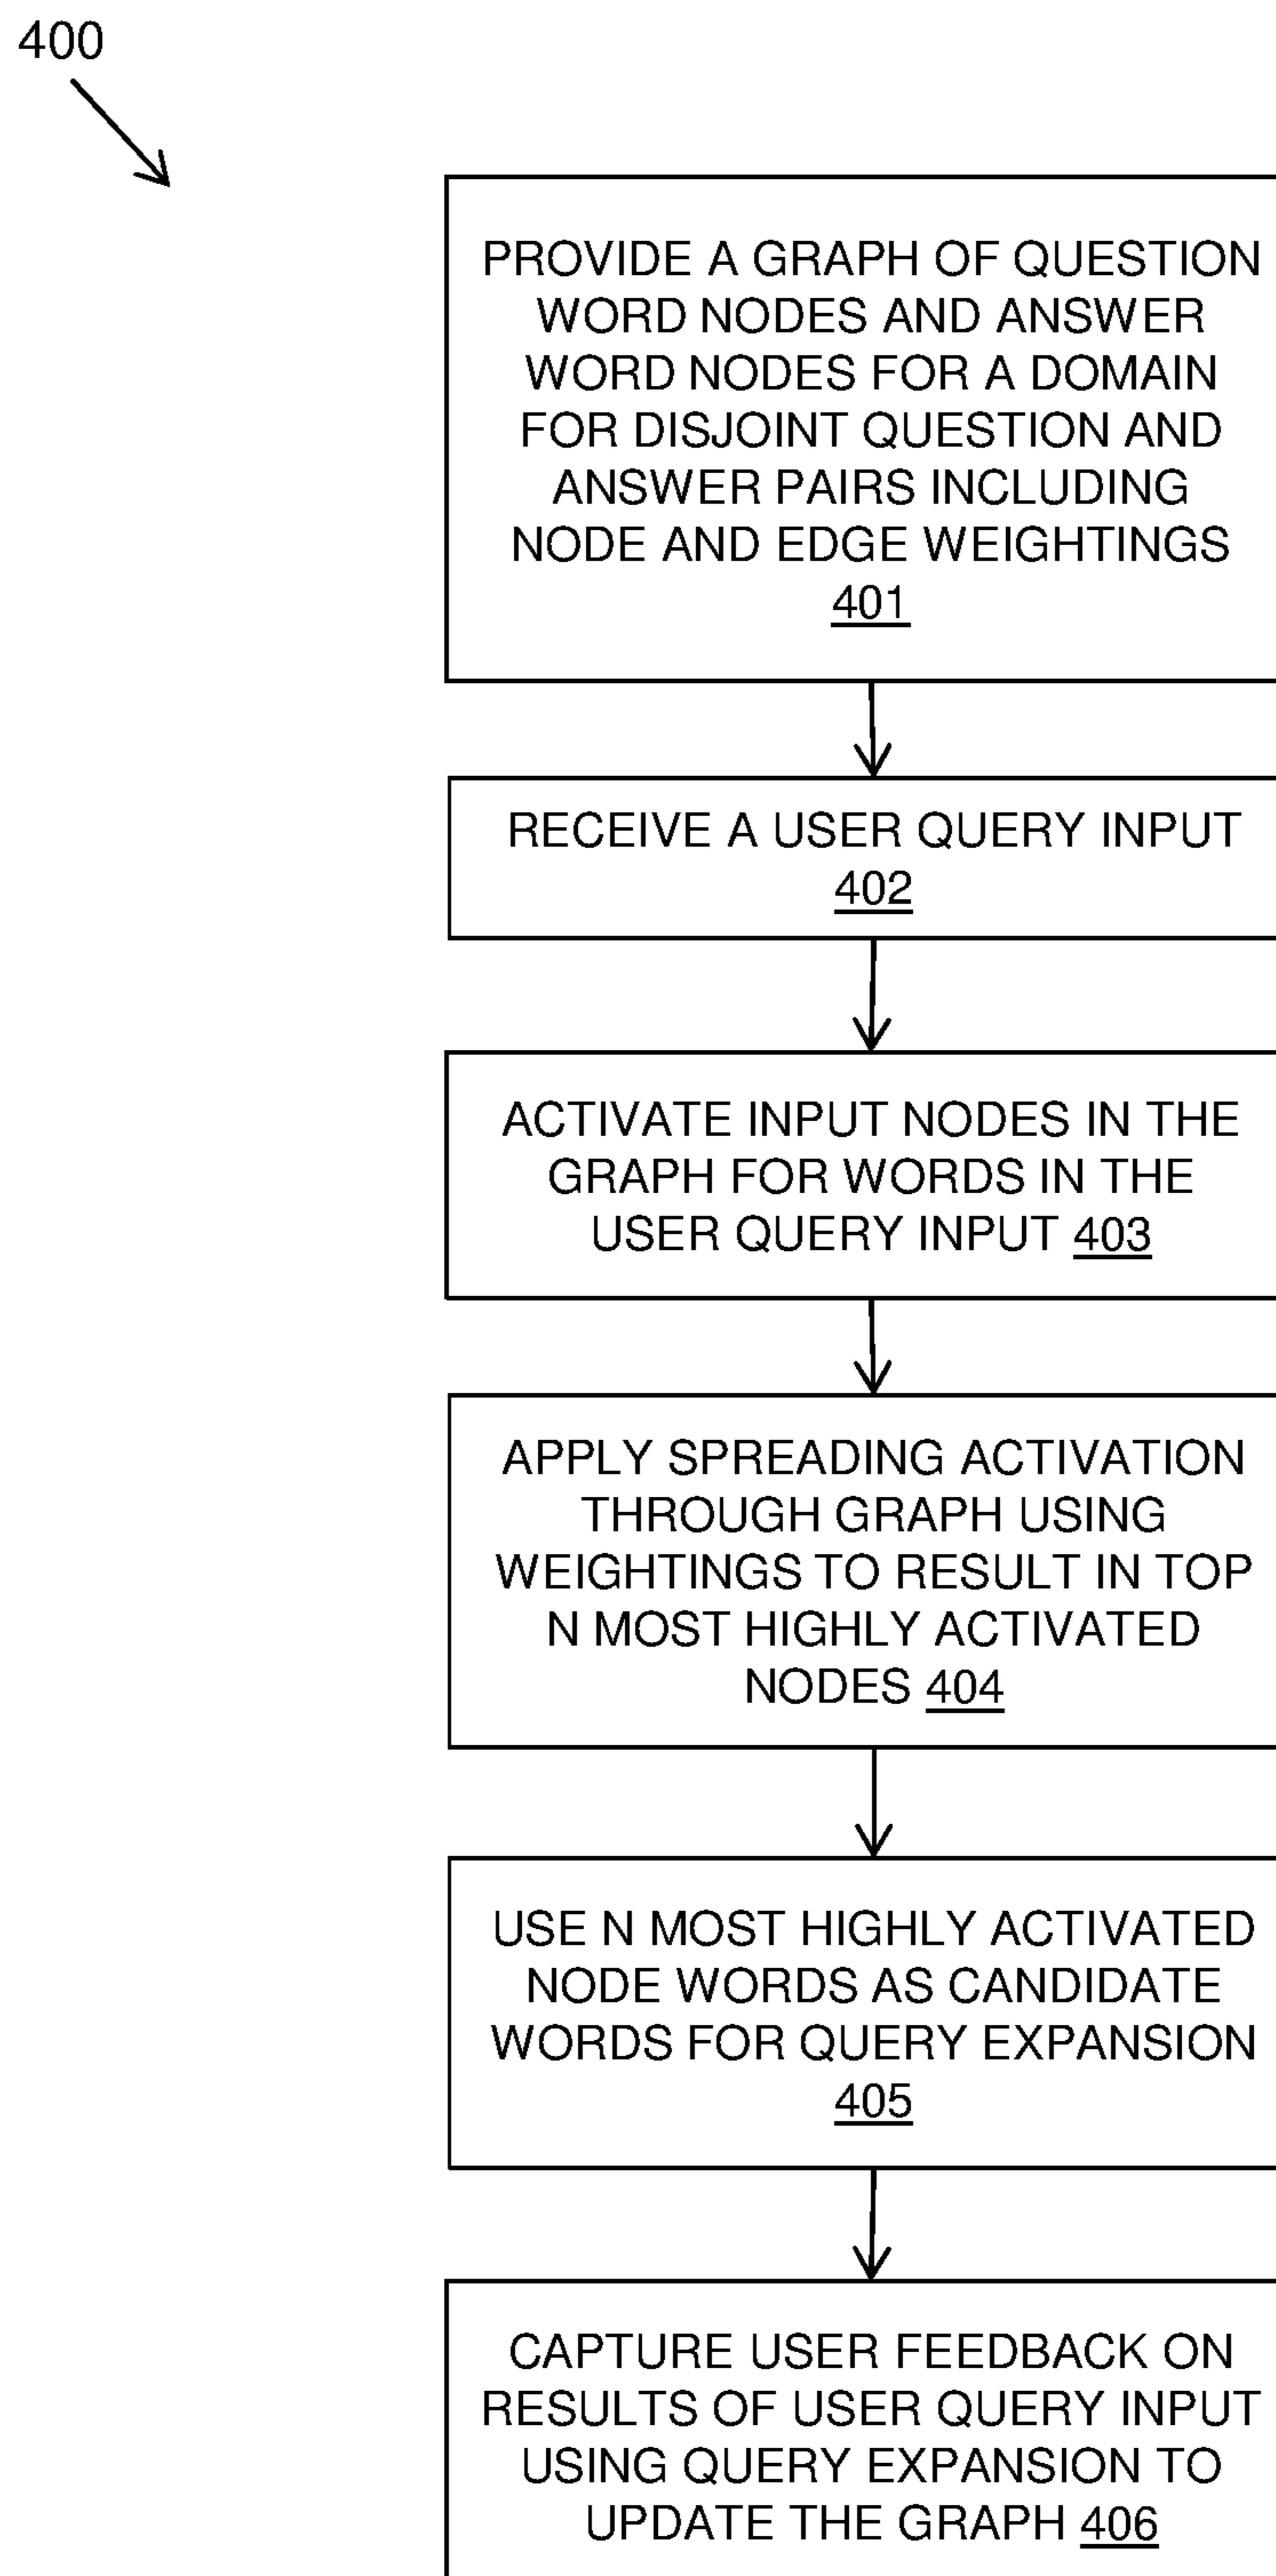 400
PROVIDE A GRAPH OF QUESTION
WORD NODES AND ANSWER
WORD NODES FOR A DOMAIN
FOR DISJOINT QUESTION AND
ANSWER PAIRS INCLUDING
NODE AND EDGE WEIGHTINGS
401
RECEIVE A USER QUERY INPUT
402
ACTIVATE INPUT NODES IN THE
GRAPH FOR WORDS IN THE
USER QUERY INPUT 403
APPLY SPREADING ACTIVATION
THROUGH GRAPH USING
WEIGHTINGS TO RESULT IN TOP
N MOST HIGHLY ACTIVATED
NODES 404
USE N MOST HIGHLY ACTIVATED
NODE WORDS AS CANDIDATE
WORDS FOR QUERY EXPANSION
405
CAPTURE USER FEEDBACK ON
RESULTS OF USER QUERY INPUT
USING QUERY EXPANSION TO
UPDATE THE GRAPH 406